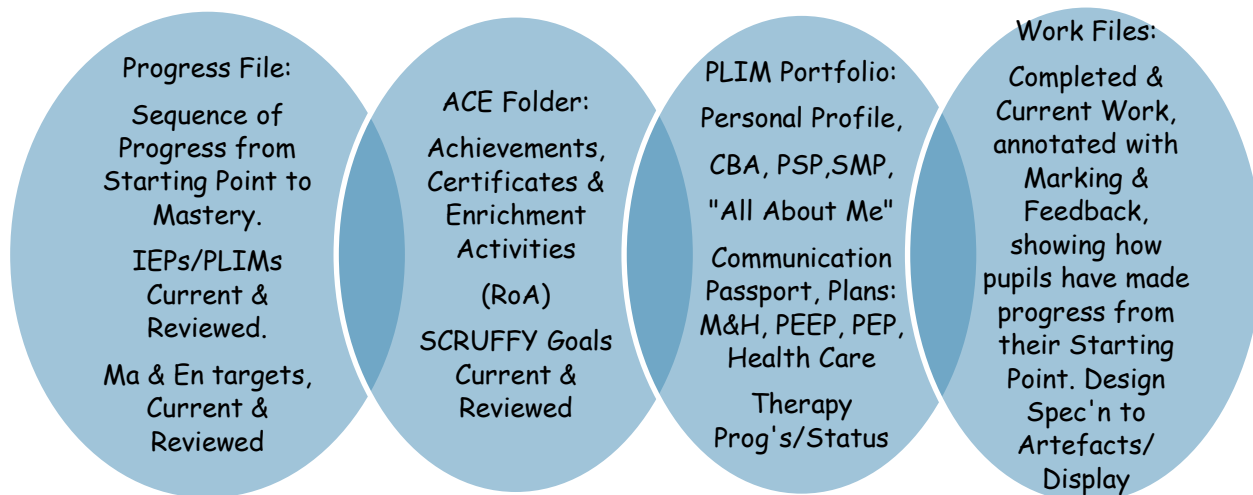 Progress File:
Sequence of
Progress from
Starting Point to
Mastery.
IEPs/PLIMs
Current &
Reviewed.
Ma & En targets,
Current &
Reviewed
ACE Folder:
Achievements,
Certificates &
Enrichment
Activities
(RoA)
SCRUFFY Goals
Current &
Reviewed
PLIM Portfolio:
Personal Profile,
CBA, PSP,SMP,
"All About Me"
Communication
Passport, Plans:
M&H, PEEP, PEP,
Health Care
Therapy
Prog's/Status
Work Files:
Completed &
Current Work,
annotated with
Marking &
Feedback,
showing how
pupils have made
progress from
their Starting
Point. Design
Spec'n to
Artefacts/
Display